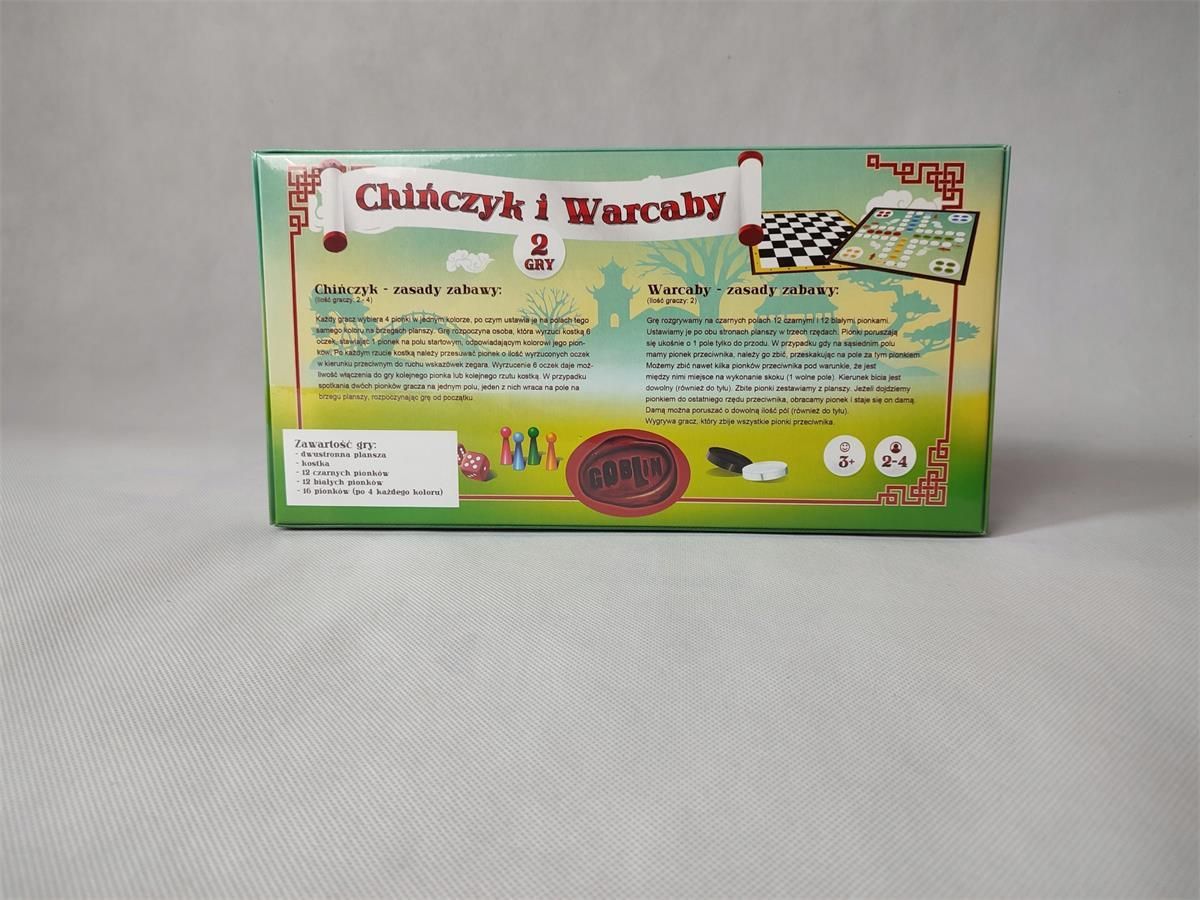 Chińczyk i Warcaby
2
GRY
Chińczyk - zasady zabawy:
(Ilość graczy: 2 - 4)
Każdy gracz wybiera 4 pionki w jednym kolorze, po czym ustawia je na polach tego
samego koloru na brzegach planszy. Grę rozpoczyna osoba, która wyrzuci kostką 6
oczek, stawiając 1 pionek na polu startowym, odpowiadającym kolorowi jego pion-
ków. Po każdym rzucie kostką należy przesuwać pionek o ilość wyrzuconych oczek
w kierunku przeciwnym do ruchu wskazówek zegara. Wyrzucenie 6 oczek daje moż-
liwość włączenia do gry kolejnego pionka lub kolejnego rzutu kostką. W przypadku
spotkania dwóch pionków gracza na jednym polu, jeden z nich wraca na pole na
brzegu planszy, rozpoczynając grę od początku.
Warcaby - zasady zabawy:
(Ilość graczy: 2)
Grę rozgrywamy na czarnych polach 12 czarnymi i 12 białymi pionkami.
Ustawiamy je po obu stronach planszy w trzech rzędach. Pionki poruszają
się ukośnie o 1 pole tylko do przodu. W przypadku gdy na sąsiednim polu
mamy pionek przeciwnika, należy go zbić, przeskakując na pole za tym pionkiem.
Możemy zbić nawet kilka pionków przeciwnika pod warunkie, że jest
między nimi miejsce na wykonanie skoku (1 wolne pole). Kierunek bicia jest
dowolny (również do tyłu). Zbite pionki zestawiamy z planszy. Jeżeli dojdziemy
pionkiem do ostatniego rzędu przeciwnika, obracamy pionek i staje się on damą.
Damą można poruszać o dowolną ilość pól (również do tyłu).
Wygrywa gracz, który zbije wszystkie pionki przeciwnika.
Zawartość gry:
- dwustronna plansza
- kostka
- 12 czarnych pionków
- 12 białych pionków
- 16 pionków (po 4 każdego koloru)
GOBLIN
3+
2-4